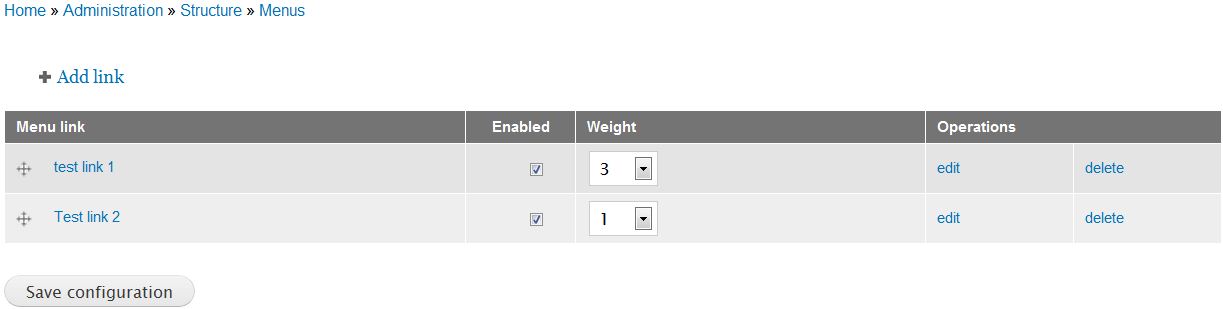 Home » Administration » Structure » Menus
Add link
Menu link Enabled Weight Operations
test link 1 3 edit delete
Test link 2 1 edit delete
Save configuration